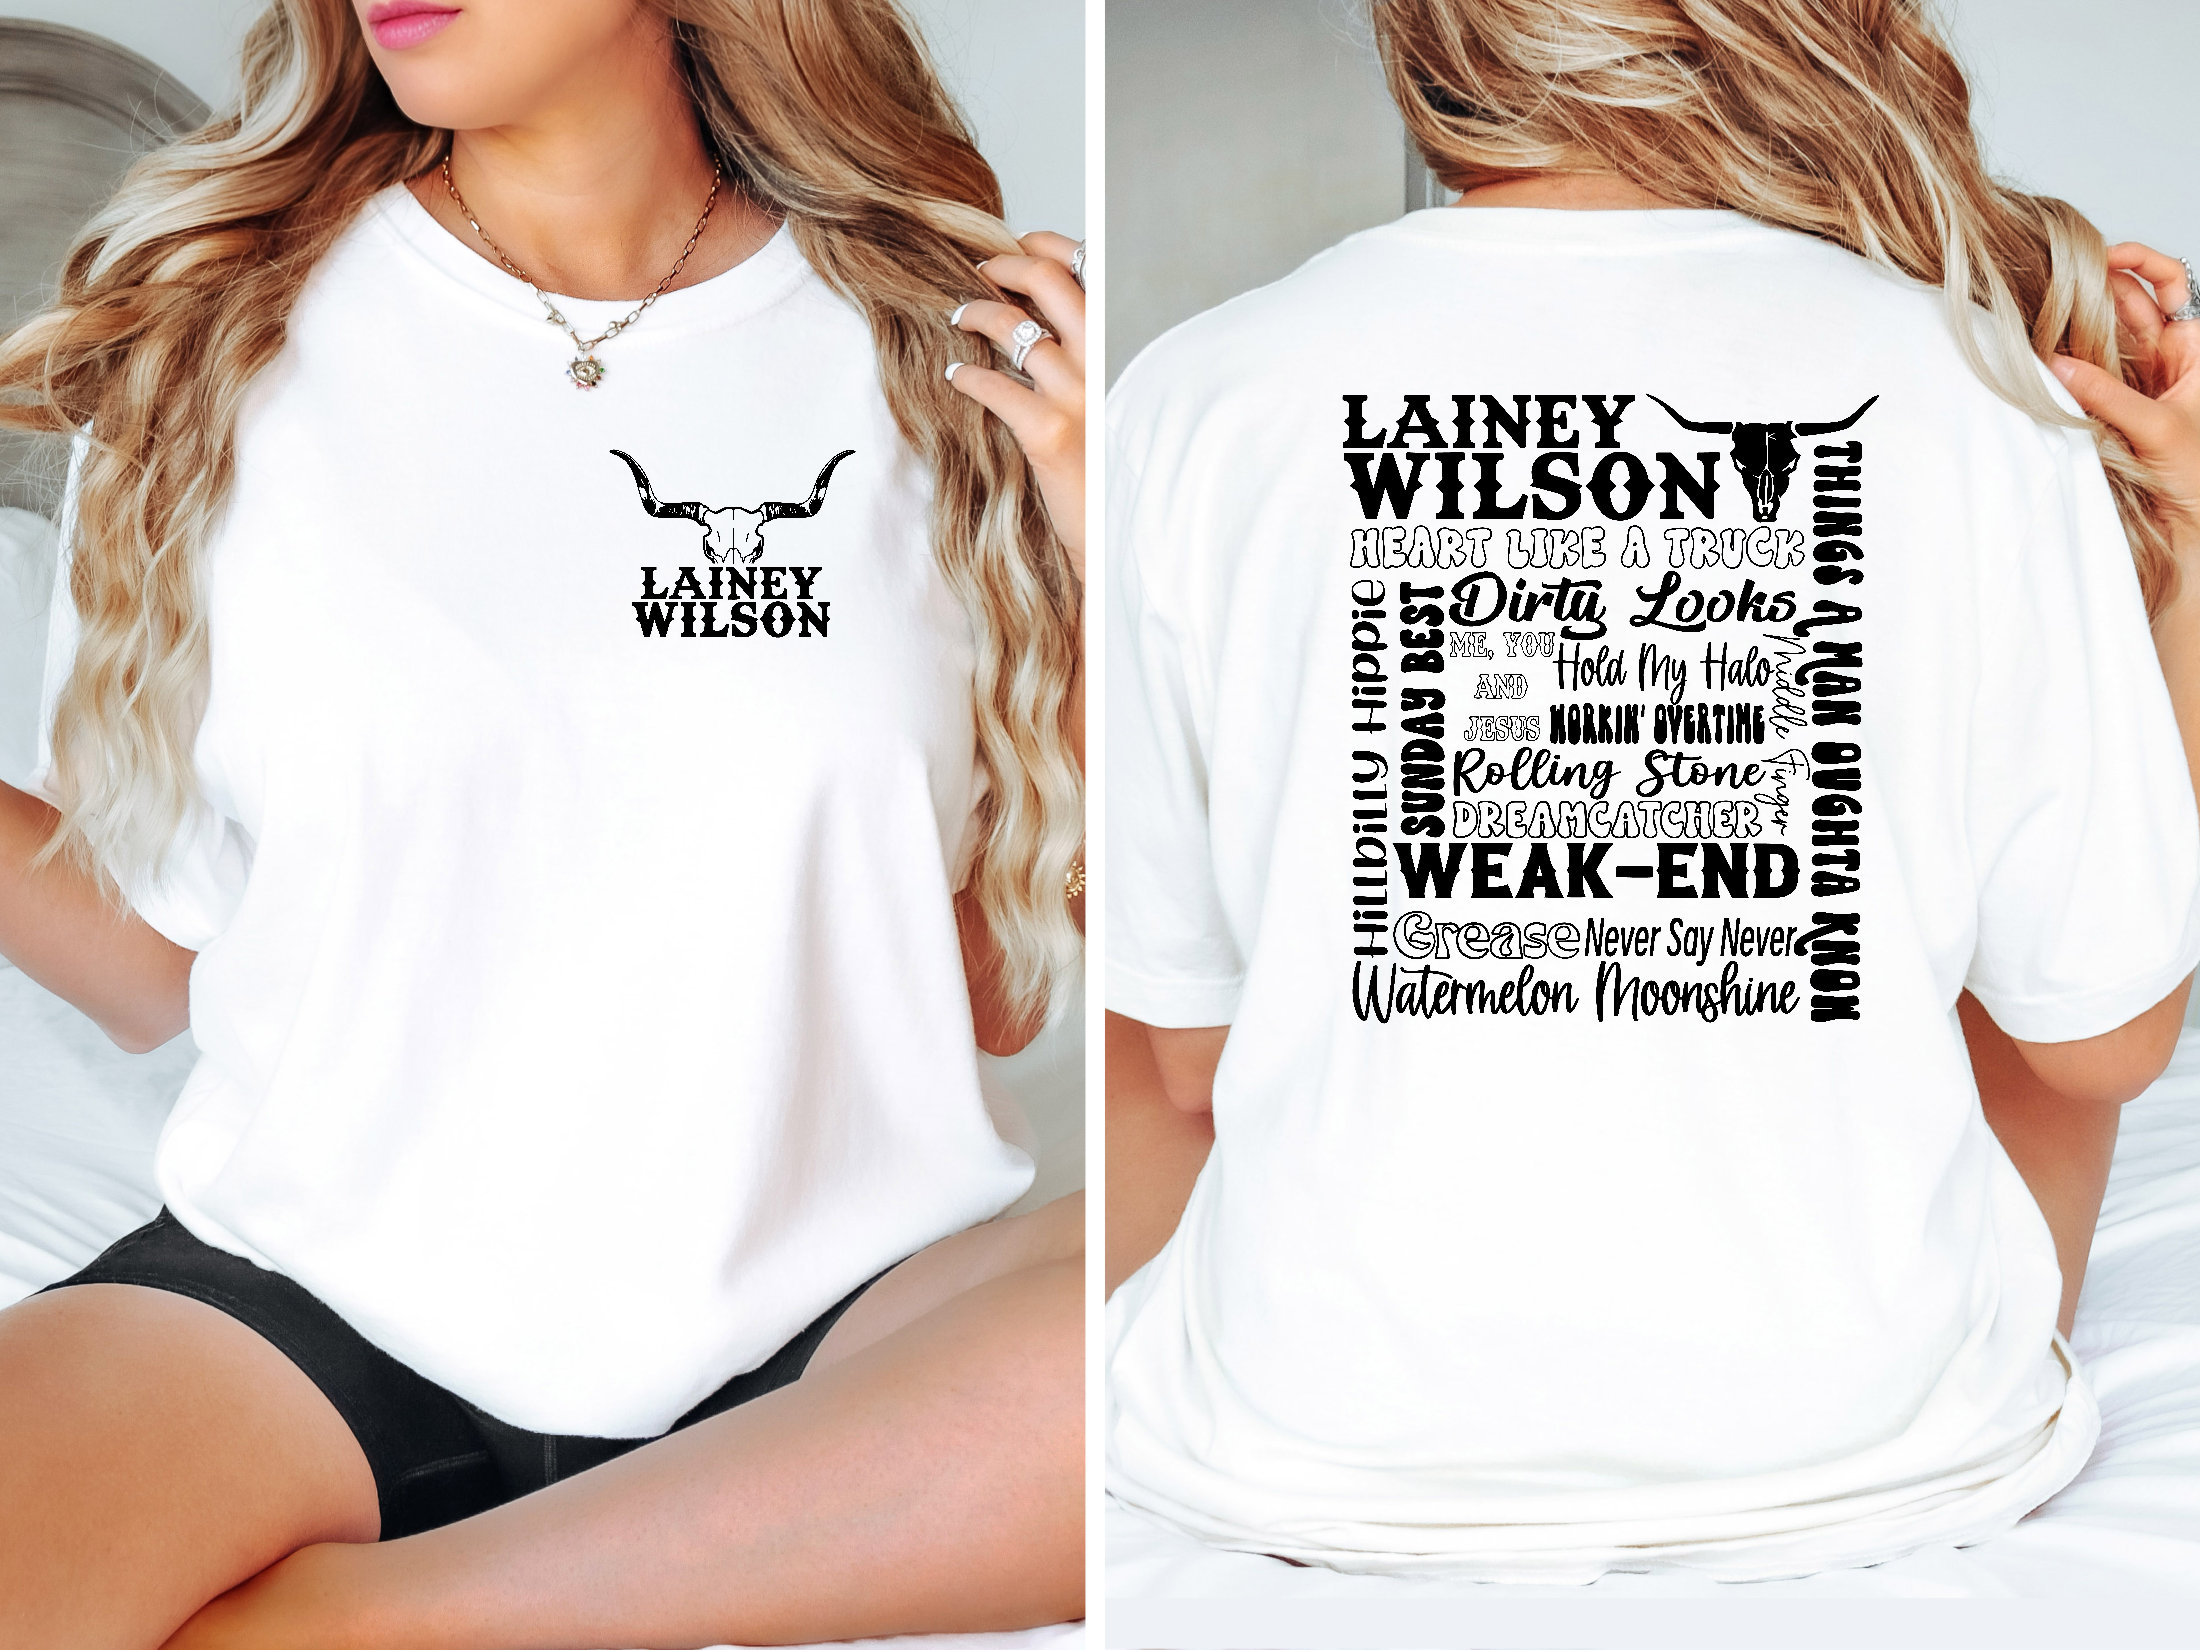 LAINEY
WILSON
LAINEY
WILSON
THINGS A MAN OUGHTA KNOW
HEART LIKE A TRUCK
Hillbilly Hippie
SUNDAY BEST
Dirty Looks
ME, YOU
AND
JESUS
Hold My Halo
Middle Finger
WORKIN' OVERTIME
Rolling Stone
DREAMCATCHER
WEAK-END
Grease
Never Say Never
Watermelon Moonshine